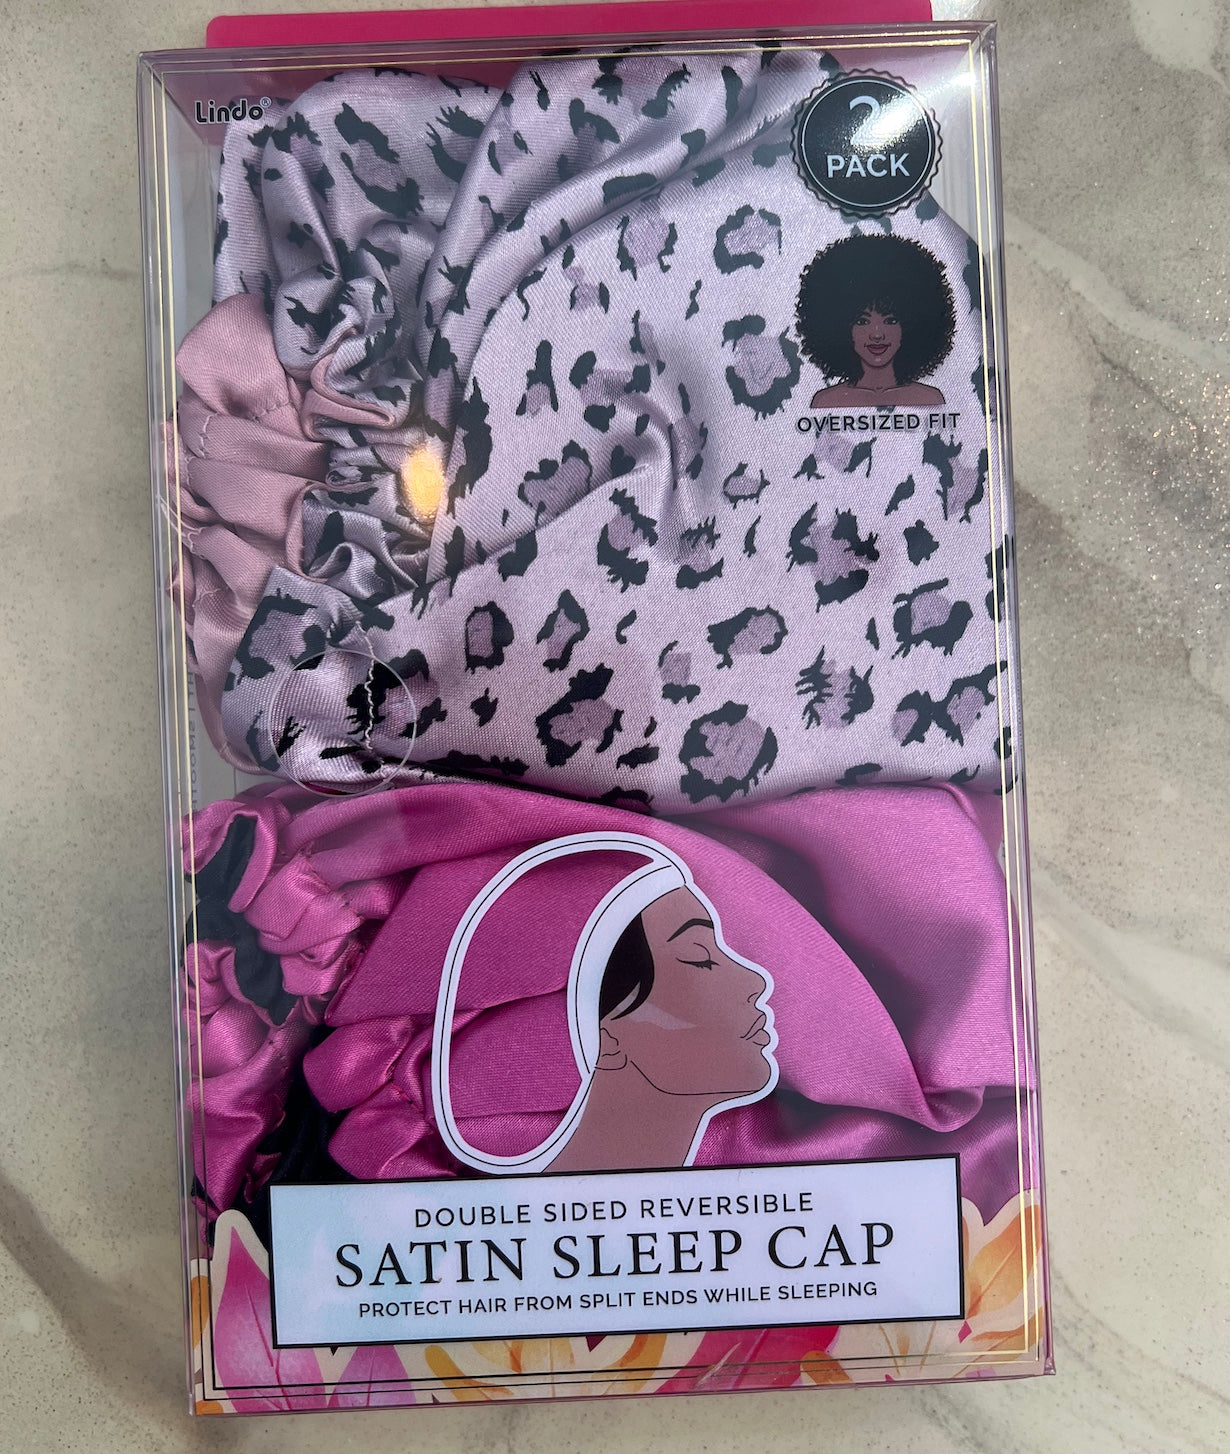 Lindo®
2
PACK
OVERSIZED FIT
DOUBLE SIDED REVERSIBLE
SATIN SLEEP CAP
PROTECT HAIR FROM SPLIT ENDS WHILE SLEEPING